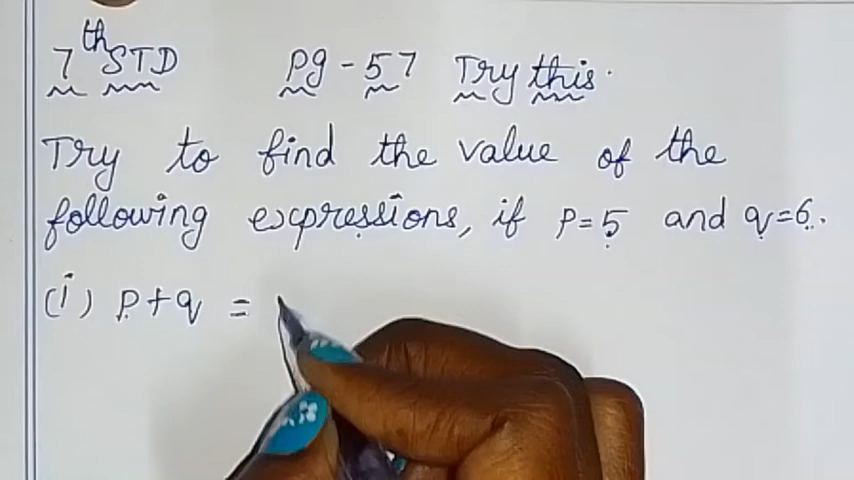 7th STD Pg - 57 Try this.
Try to find the value of the
following expressions, if P=5 and q=6.
(i) P+q =